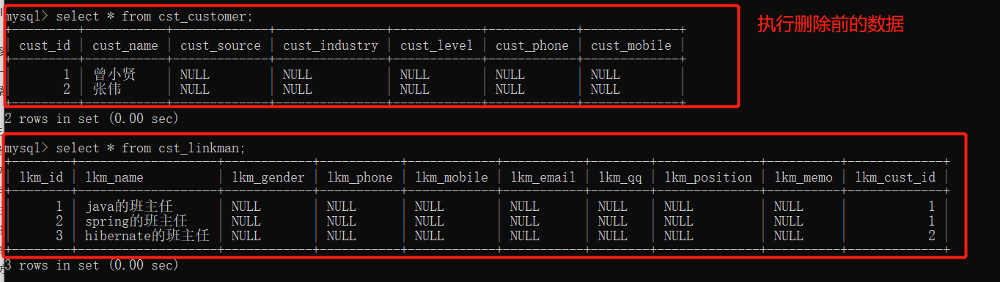 mysql> select * from cst_customer;
执行删除前的数据
| cust_id | cust_name | cust_source | cust_industry | cust_level | cust_phone | cust_mobile |
| 1 | 曾小贤 | NULL | NULL | NULL | NULL | NULL |
| 2 | 张伟 | NULL | NULL | NULL | NULL | NULL |
2 rows in set (0.00 sec)
mysql> select * from cst_linkman;
| lkm_id | lkm_name | lkm_gender | lkm_phone | lkm_mobile | lkm_email | lkm_qq | lkm_position | lkm_memo | lkm_cust_id |
| 1 | java的班主任 | NULL | NULL | NULL | NULL | NULL | NULL | NULL | 1 |
| 2 | spring的班主任 | NULL | NULL | NULL | NULL | NULL | NULL | NULL | 1 |
| 3 | hibernate的班主任 | NULL | NULL | NULL | NULL | NULL | NULL | NULL | 2 |
3 rows in set (0.00 sec)